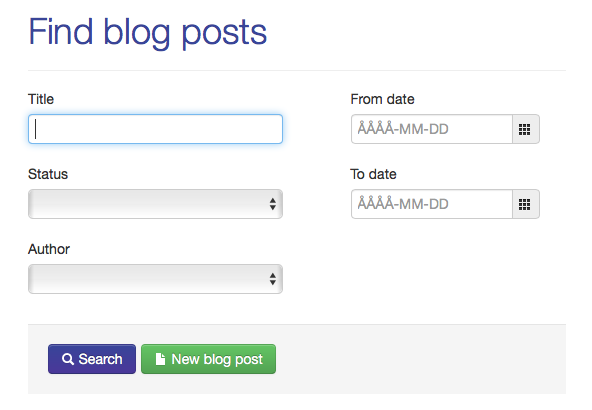 Find blog posts
Title
From date
ÅÅÅÅ-MM-DD
Status
To date
ÅÅÅÅ-MM-DD
Author
Search
New blog post